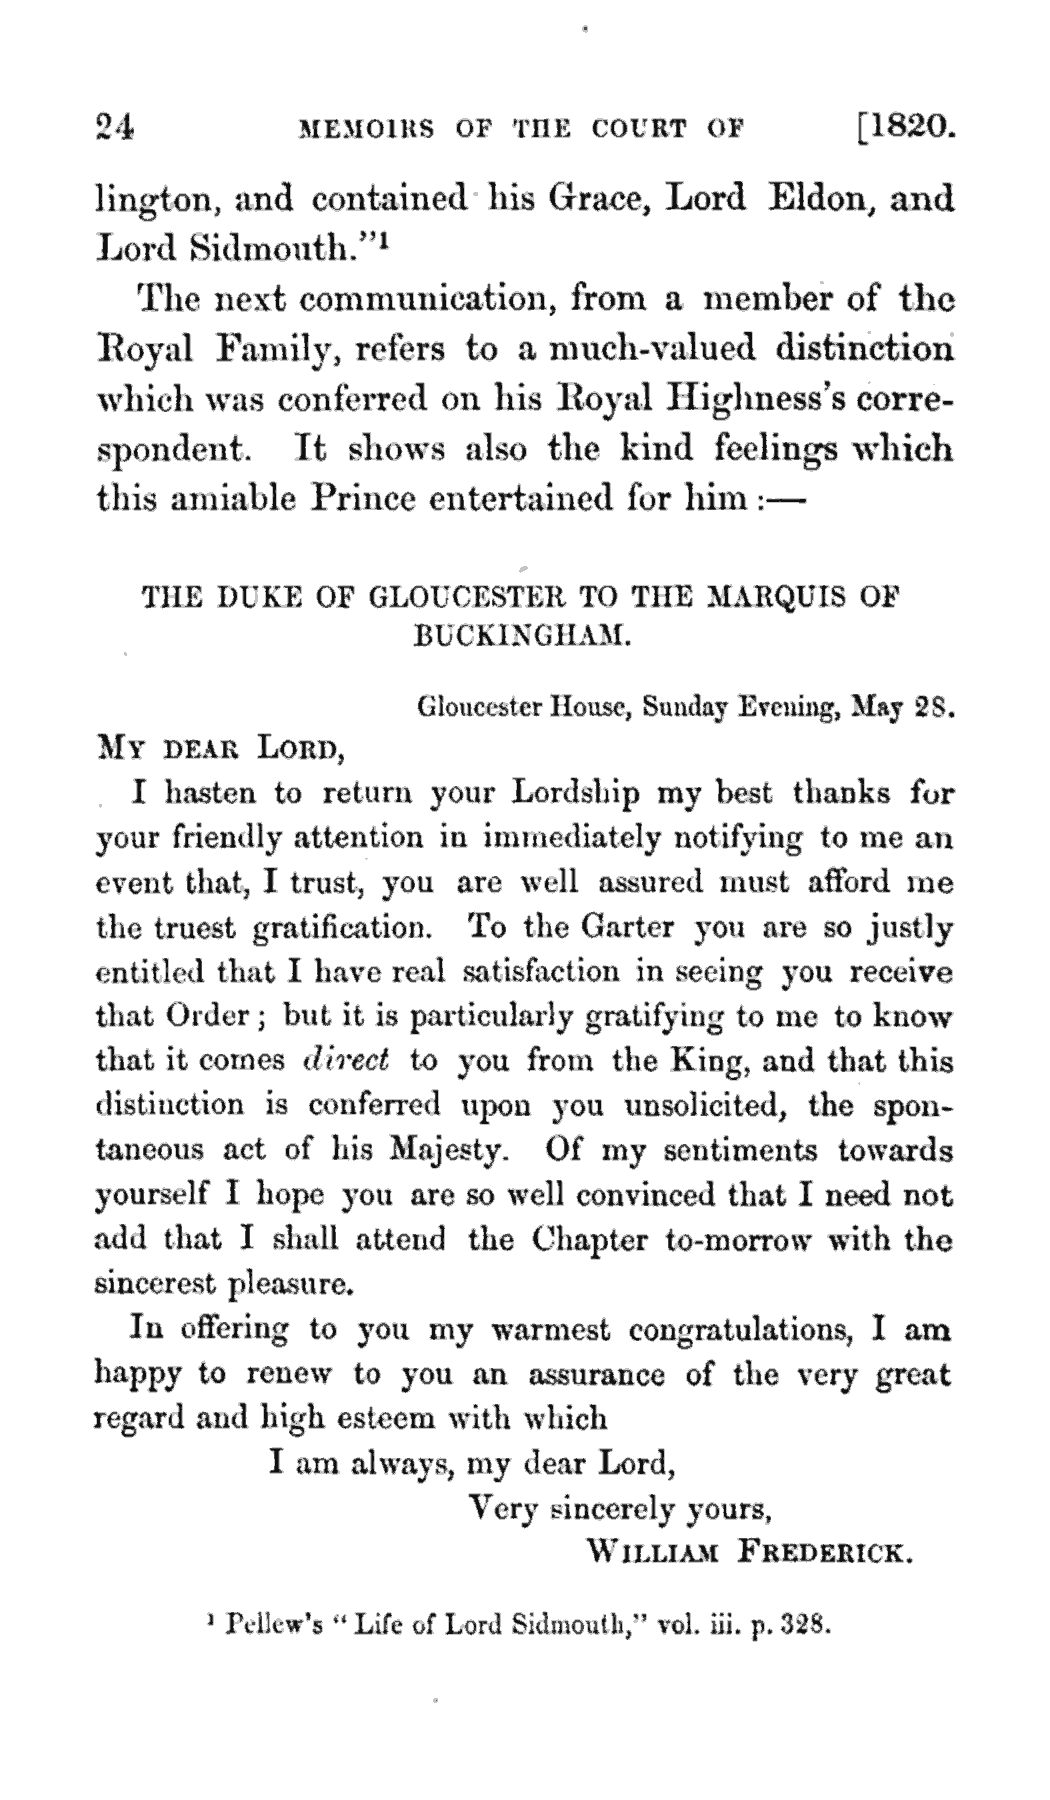 24 MEMOIRS OF THE COURT OF [1820.
lington, and contained his Grace, Lord Eldon, and
Lord Sidmouth."¹
The next communication, from a member of the
Royal Family, refers to a much-valued distinction
which was conferred on his Royal Highness's corre-
spondent. It shows also the kind feelings which
this amiable Prince entertained for him :—
THE DUKE OF GLOUCESTER TO THE MARQUIS OF
BUCKINGHAM.
Gloucester House, Sunday Evening, May 28.
MY DEAR LORD,
I hasten to return your Lordship my best thanks for
your friendly attention in immediately notifying to me an
event that, I trust, you are well assured must afford me
the truest gratification. To the Garter you are so justly
entitled that I have real satisfaction in seeing you receive
that Order ; but it is particularly gratifying to me to know
that it comes direct to you from the King, and that this
distinction is conferred upon you unsolicited, the spon-
taneous act of his Majesty. Of my sentiments towards
yourself I hope you are so well convinced that I need not
add that I shall attend the Chapter to-morrow with the
sincerest pleasure.
In offering to you my warmest congratulations, I am
happy to renew to you an assurance of the very great
regard and high esteem with which
I am always, my dear Lord,
Very sincerely yours,
WILLIAM FREDERICK.
¹ Pellew's "Life of Lord Sidmouth," vol. iii. p. 328.